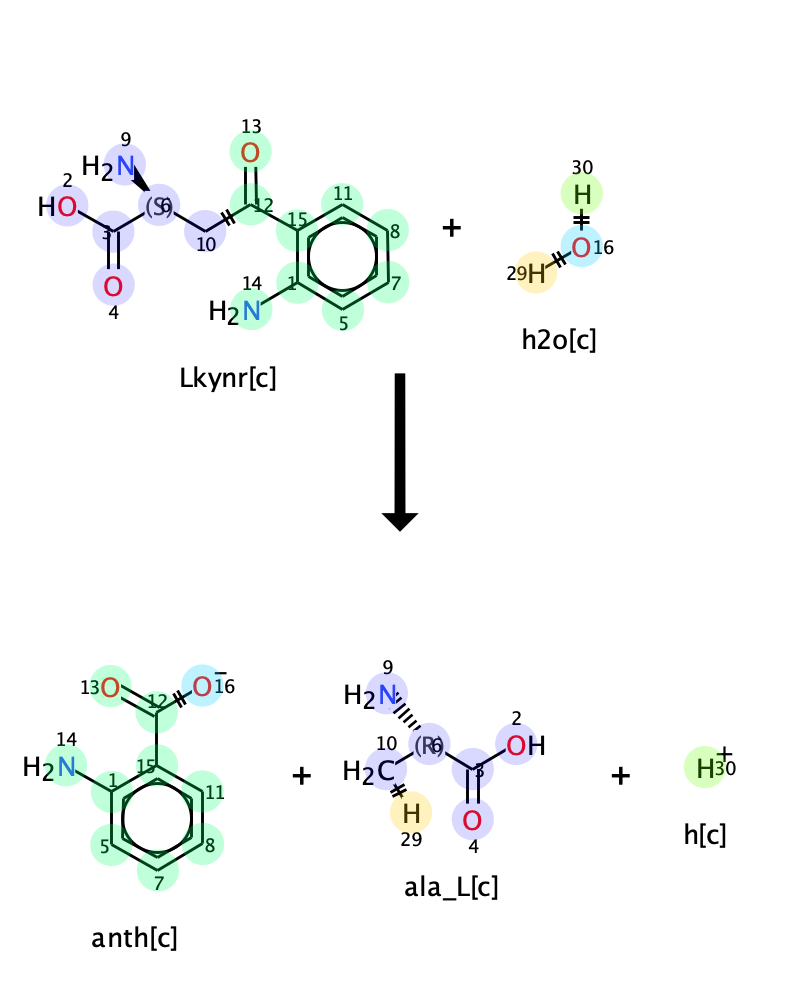 13
9
H2N O 30
2 11 H
HO (S) 6 12 15 8 +
3 10 29H O16
O 14 1 7
4 H2N 5
h2o[c]
Lkynr[c]
13O 12 O− 16 9
H2N 2
14 15 10 (R) 6 OH
H2N 1 11 + H2C 3 + H+ 30
H O
5 8 29 4
7 h[c]
ala_L[c]
anth[c]